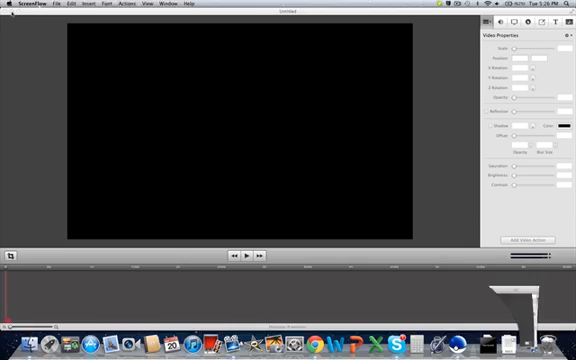 ScreenFlow File Edit Insert Font Actions View Window Help Tue 5:26 PM
Untitled
Video Properties
Scale
Position
X Rotation
Y Rotation
Z Rotation
Opacity
Reflection
Shadow Color
Offset
Opacity Blur Size
Saturation
Brightness
Contrast
Add Video Action
20